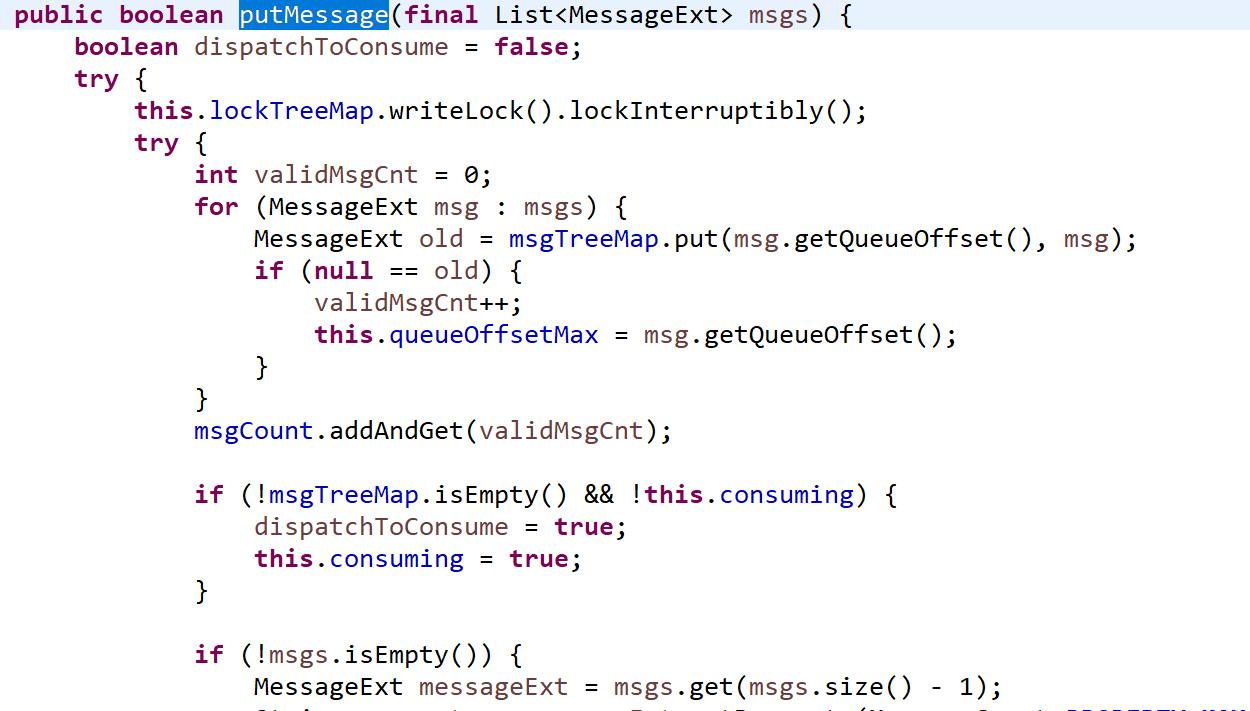 public boolean putMessage(final List<MessageExt> msgs) {
boolean dispatchToConsume = false;
try {
this.lockTreeMap.writeLock().lockInterruptibly();
try {
int validMsgCnt = 0;
for (MessageExt msg : msgs) {
MessageExt old = msgTreeMap.put(msg.getQueueOffset(), msg);
if (null == old) {
validMsgCnt++;
this.queueOffsetMax = msg.getQueueOffset();
}
}
msgCount.addAndGet(validMsgCnt);
if (!msgTreeMap.isEmpty() && !this.consuming) {
dispatchToConsume = true;
this.consuming = true;
}
if (!msgs.isEmpty()) {
MessageExt messageExt = msgs.get(msgs.size() - 1);